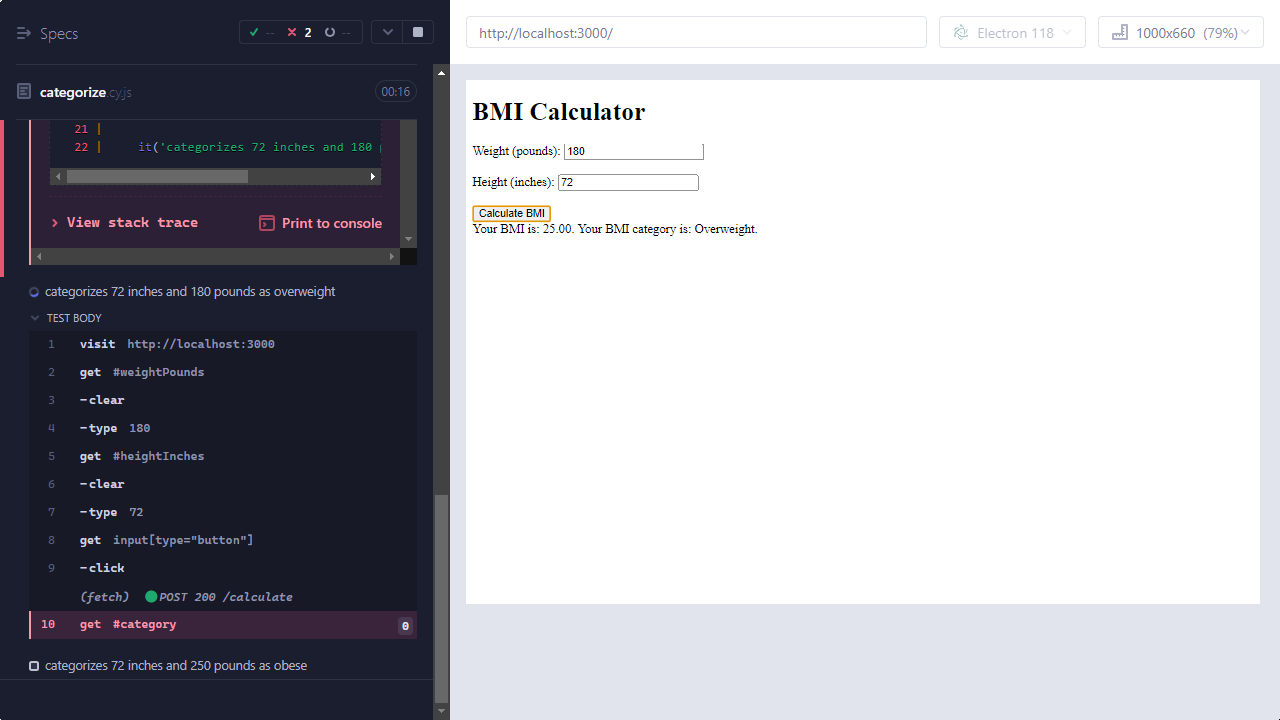 Specs
-- 2 --
http://localhost:3000/
Electron 118
1000x660 (79%)
categorize.cy.js
00:16
21 |
22 | it('categorizes 72 inches and 180 p
View stack trace
Print to console
categorizes 72 inches and 180 pounds as overweight
TEST BODY
1 visit http://localhost:3000
2 get #weightPounds
3 -clear
4 -type 180
5 get #heightInches
6 -clear
7 -type 72
8 get input[type="button"]
9 -click
(fetch) POST 200 /calculate
10 get #category 0
categorizes 72 inches and 250 pounds as obese
BMI Calculator
Weight (pounds): 180
Height (inches): 72
Calculate BMI
Your BMI is: 25.00. Your BMI category is: Overweight.